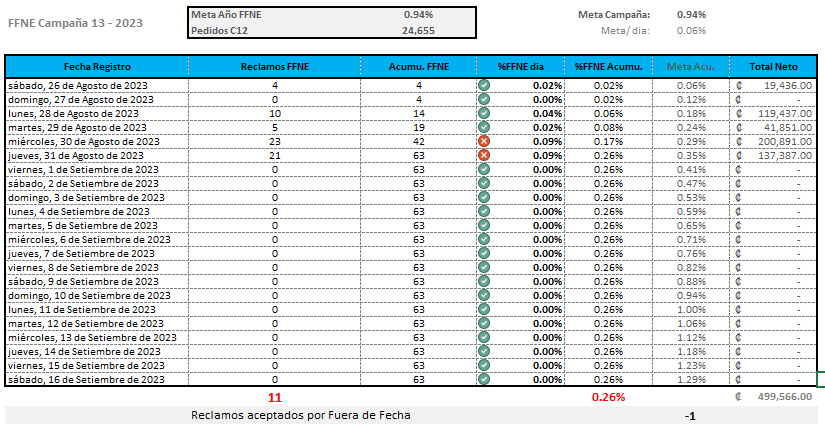 FFNE Campaña 13 - 2023
Meta Año FFNE 0.94% Meta Campaña: 0.94%
Pedidos C12 24,655 Meta/ dia: 0.06%
Fecha Registro Reclamos FFNE Acumu. FFNE %FFNE dia %FFNE Acumu. Meta Acu. Total Neto
sábado, 26 de Agosto de 2023 4 4 0.02% 0.02% 0.06% ₡ 19,436.00
domingo, 27 de Agosto de 2023 0 4 0.00% 0.02% 0.12% ₡ -
lunes, 28 de Agosto de 2023 10 14 0.04% 0.06% 0.18% ₡ 119,437.00
martes, 29 de Agosto de 2023 5 19 0.02% 0.08% 0.24% ₡ 41,851.00
miércoles, 30 de Agosto de 2023 23 42 0.09% 0.17% 0.29% ₡ 200,891.00
jueves, 31 de Agosto de 2023 21 63 0.09% 0.26% 0.35% ₡ 137,387.00
viernes, 1 de Setiembre de 2023 0 63 0.00% 0.26% 0.41% ₡ -
sábado, 2 de Setiembre de 2023 0 63 0.00% 0.26% 0.47% ₡ -
domingo, 3 de Setiembre de 2023 0 63 0.00% 0.26% 0.53% ₡ -
lunes, 4 de Setiembre de 2023 0 63 0.00% 0.26% 0.59% ₡ -
martes, 5 de Setiembre de 2023 0 63 0.00% 0.26% 0.65% ₡ -
miércoles, 6 de Setiembre de 2023 0 63 0.00% 0.26% 0.71% ₡ -
jueves, 7 de Setiembre de 2023 0 63 0.00% 0.26% 0.76% ₡ -
viernes, 8 de Setiembre de 2023 0 63 0.00% 0.26% 0.82% ₡ -
sábado, 9 de Setiembre de 2023 0 63 0.00% 0.26% 0.88% ₡ -
domingo, 10 de Setiembre de 2023 0 63 0.00% 0.26% 0.94% ₡ -
lunes, 11 de Setiembre de 2023 0 63 0.00% 0.26% 1.00% ₡ -
martes, 12 de Setiembre de 2023 0 63 0.00% 0.26% 1.06% ₡ -
miércoles, 13 de Setiembre de 2023 0 63 0.00% 0.26% 1.12% ₡ -
jueves, 14 de Setiembre de 2023 0 63 0.00% 0.26% 1.18% ₡ -
viernes, 15 de Setiembre de 2023 0 63 0.00% 0.26% 1.23% ₡ -
sábado, 16 de Setiembre de 2023 0 63 0.00% 0.26% 1.29% ₡ -
11 0.26% ₡ 499,566.00
Reclamos aceptados por Fuera de Fecha -1